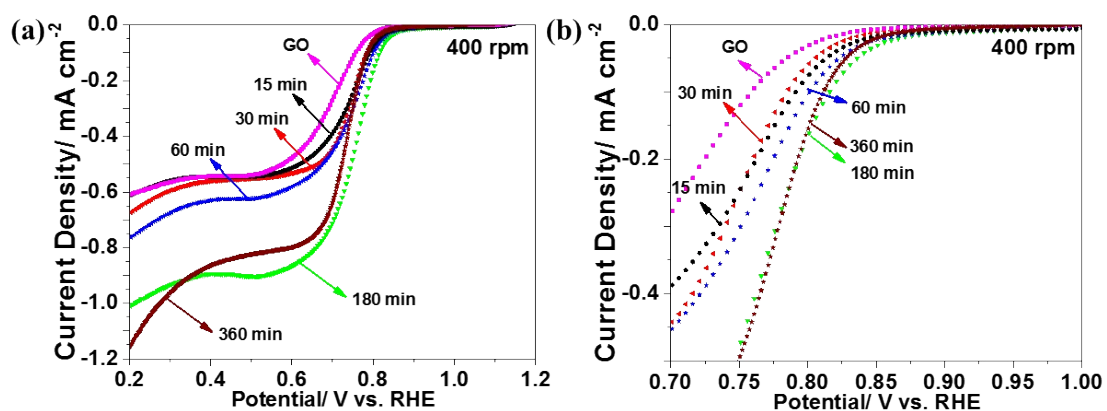 (a)
0.0
-0.2
-0.4
-0.6
-0.8
-1.0
-1.2
Current Density/ mA cm-2
GO
15 min
30 min
60 min
180 min
360 min
400 rpm
0.2 0.4 0.6 0.8 1.0 1.2
Potential/ V vs. RHE
(b)
0.0
-0.2
-0.4
Current Density/ mA cm-2
GO
400 rpm
30 min
60 min
360 min
180 min
15 min
0.70 0.75 0.80 0.85 0.90 0.95 1.00
Potential/ V vs. RHE